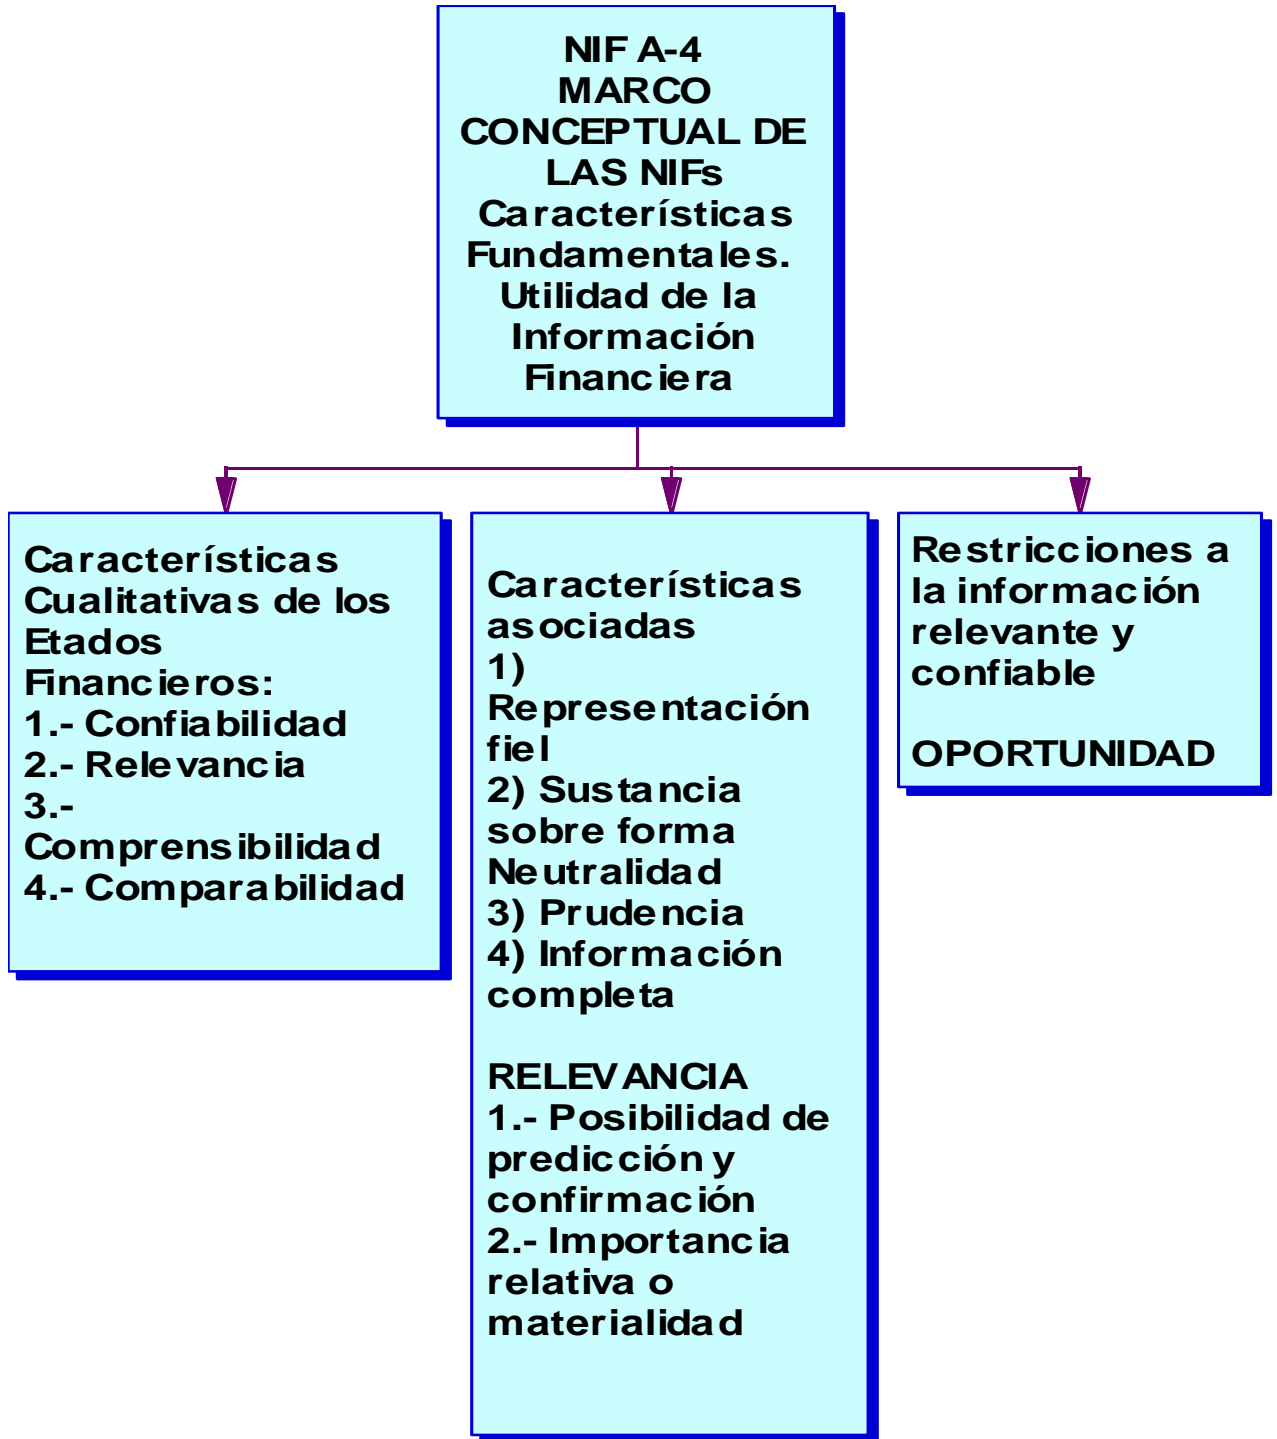 NIF A-4
MARCO
CONCEPTUAL DE
LAS NIFs
Características
Fundamentales.
Utilidad de la
Información
Financiera
Características
Cualitativas de los
Etados
Financieros:
1.- Confiabilidad
2.- Relevancia
3.-
Comprensibilidad
4.- Comparabilidad
Características
asociadas
1)
Representación
fiel
2) Sustancia
sobre forma
Neutralidad
3) Prudencia
4) Información
completa
RELEVANCIA
1.- Posibilidad de
predicción y
confirmación
2.- Importancia
relativa o
materialidad
Restricciones a
la información
relevante y
confiable
OPORTUNIDAD